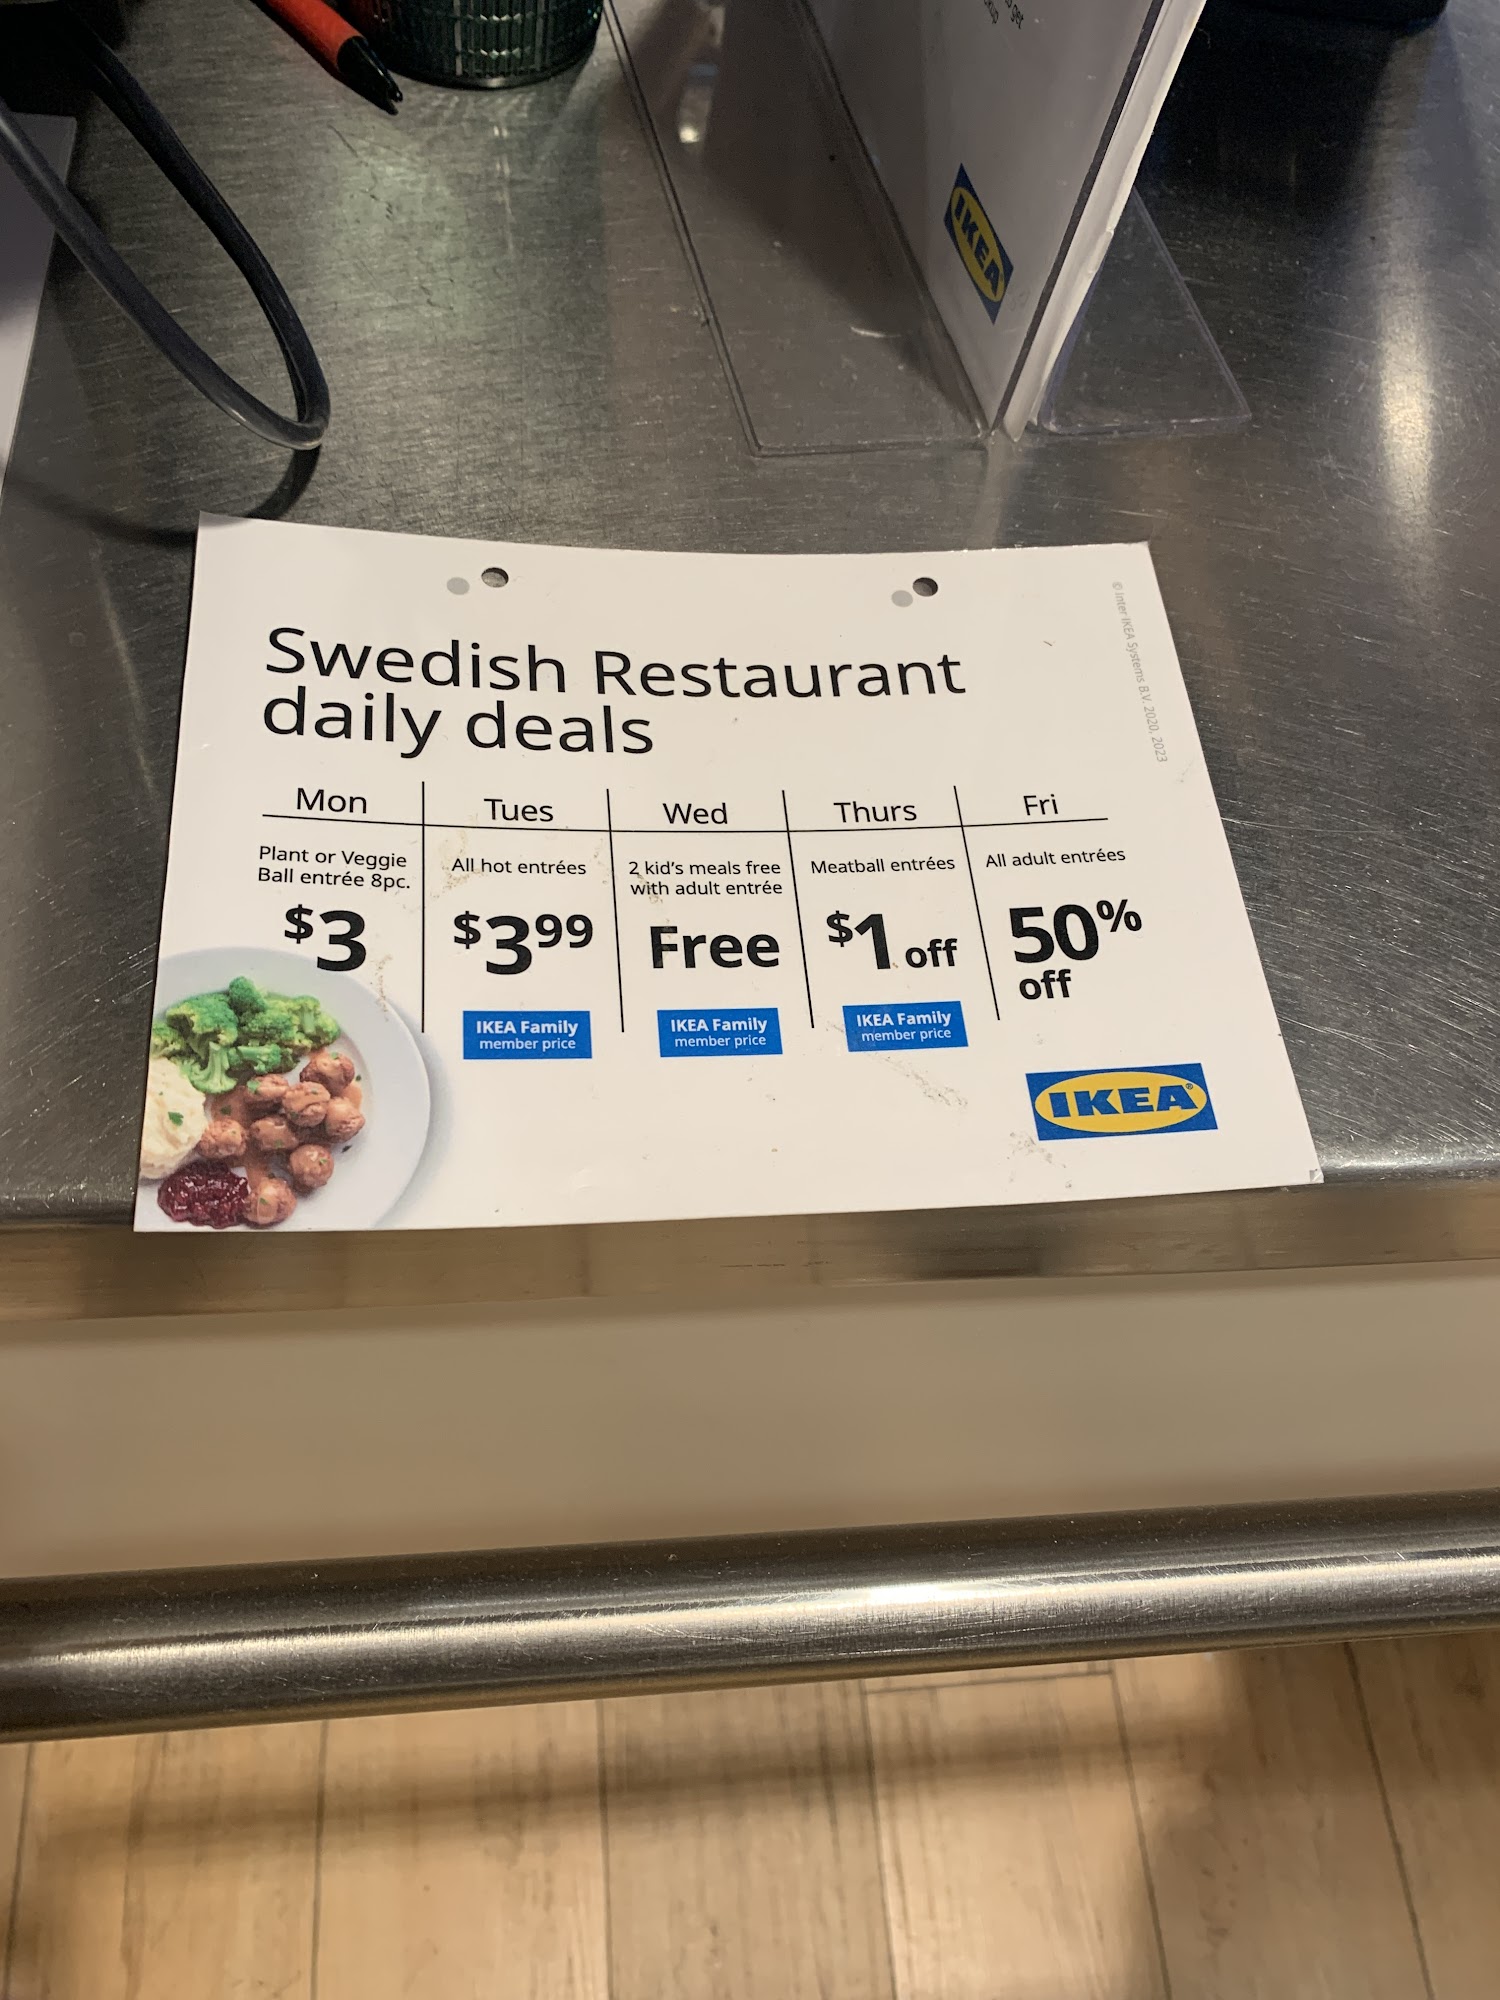 get
IKEA
© Inter IKEA Systems B.V. 2020, 2023
Swedish Restaurant
daily deals
Mon
Plant or Veggie
Ball entrée 8pc.
$3
Tues
All hot entrées
$3.99
IKEA Family
member price
Wed
2 kid's meals free
with adult entrée
Free
IKEA Family
member price
Thurs
Meatball entrées
$1 off
IKEA Family
member price
Fri
All adult entrées
50%
off
IKEA®